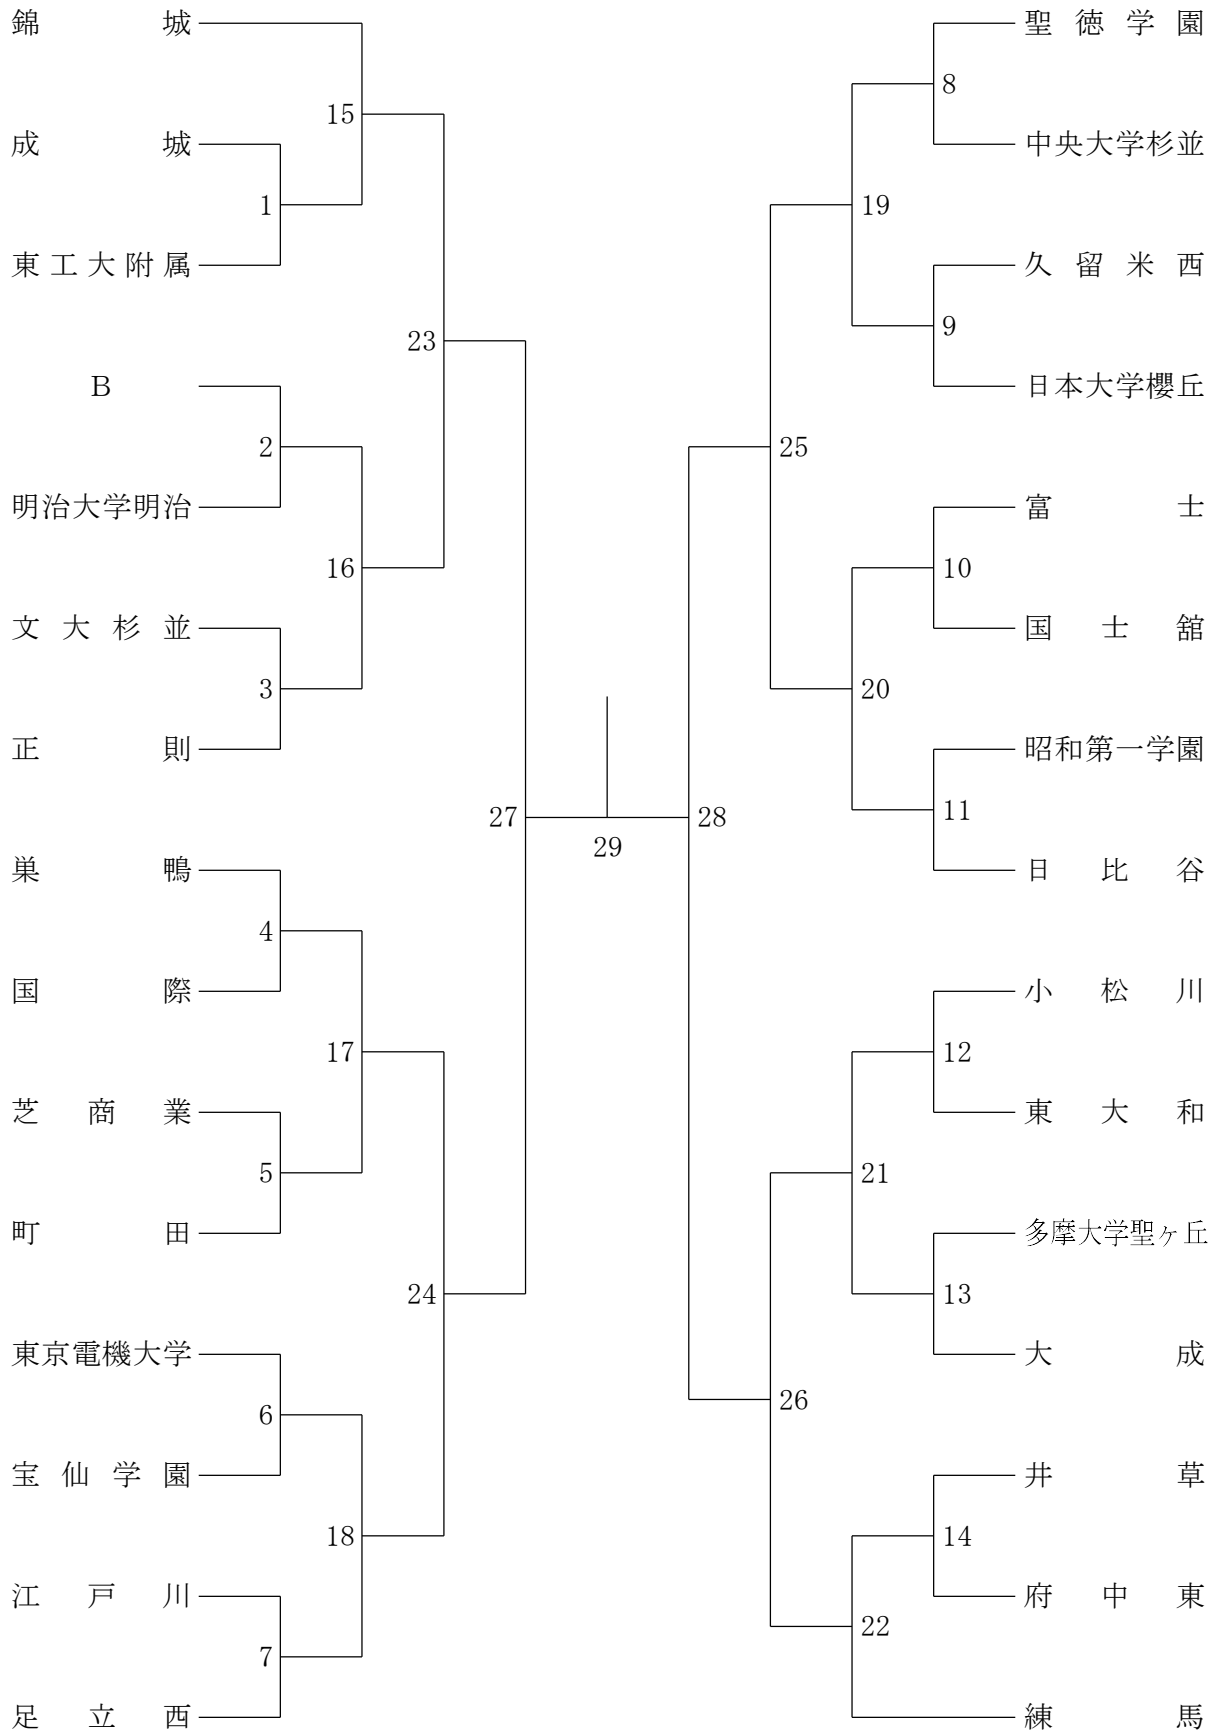 錦城
15
成城
1
東工大附属
23
B
2
明治大学明治
16
文大杉並
3
正則
27
巣鴨
4
国際
17
芝商業
5
町田
24
東京電機大学
6
宝仙学園
18
江戸川
7
足立西
29
聖徳学園
8
中央大学杉並
19
久留米西
9
日本大学櫻丘
25
富士
10
国士舘
20
昭和第一学園
11
日比谷
28
小松川
12
東大和
21
多摩大学聖ヶ丘
13
大成
26
井草
14
府中東
22
練馬